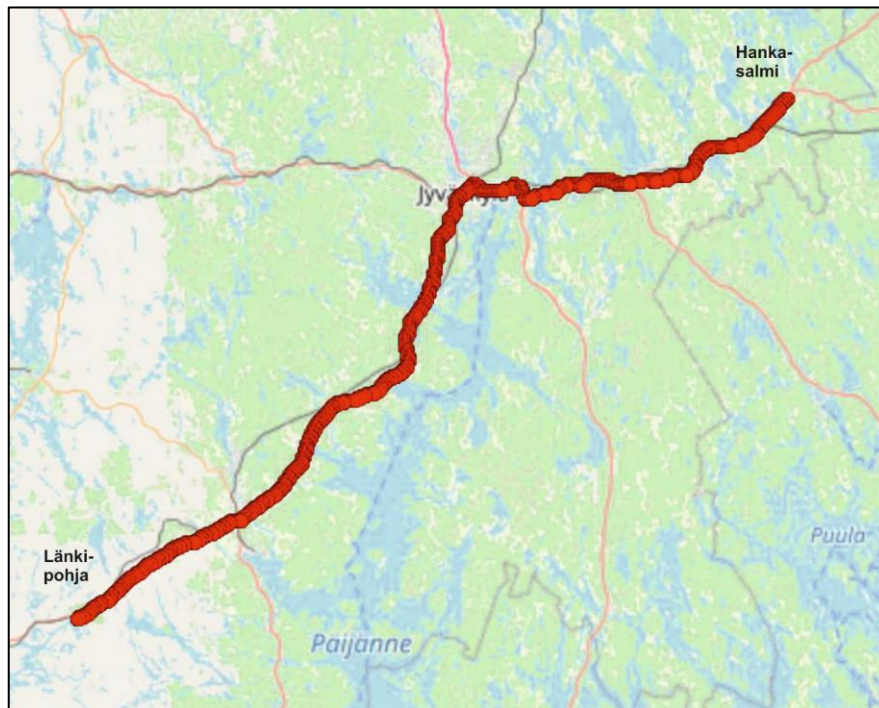 Hanka-
salmi
Puula
Länki-
pohja
Päijänne